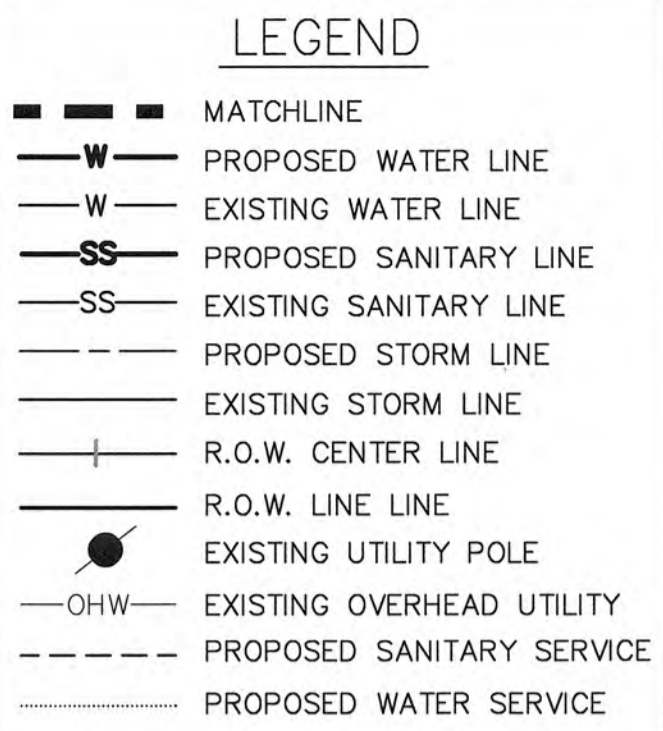 LEGEND
MATCHLINE
W PROPOSED WATER LINE
W EXISTING WATER LINE
SS PROPOSED SANITARY LINE
SS EXISTING SANITARY LINE
PROPOSED STORM LINE
EXISTING STORM LINE
R.O.W. CENTER LINE
R.O.W. LINE LINE
EXISTING UTILITY POLE
OHW EXISTING OVERHEAD UTILITY
PROPOSED SANITARY SERVICE
PROPOSED WATER SERVICE